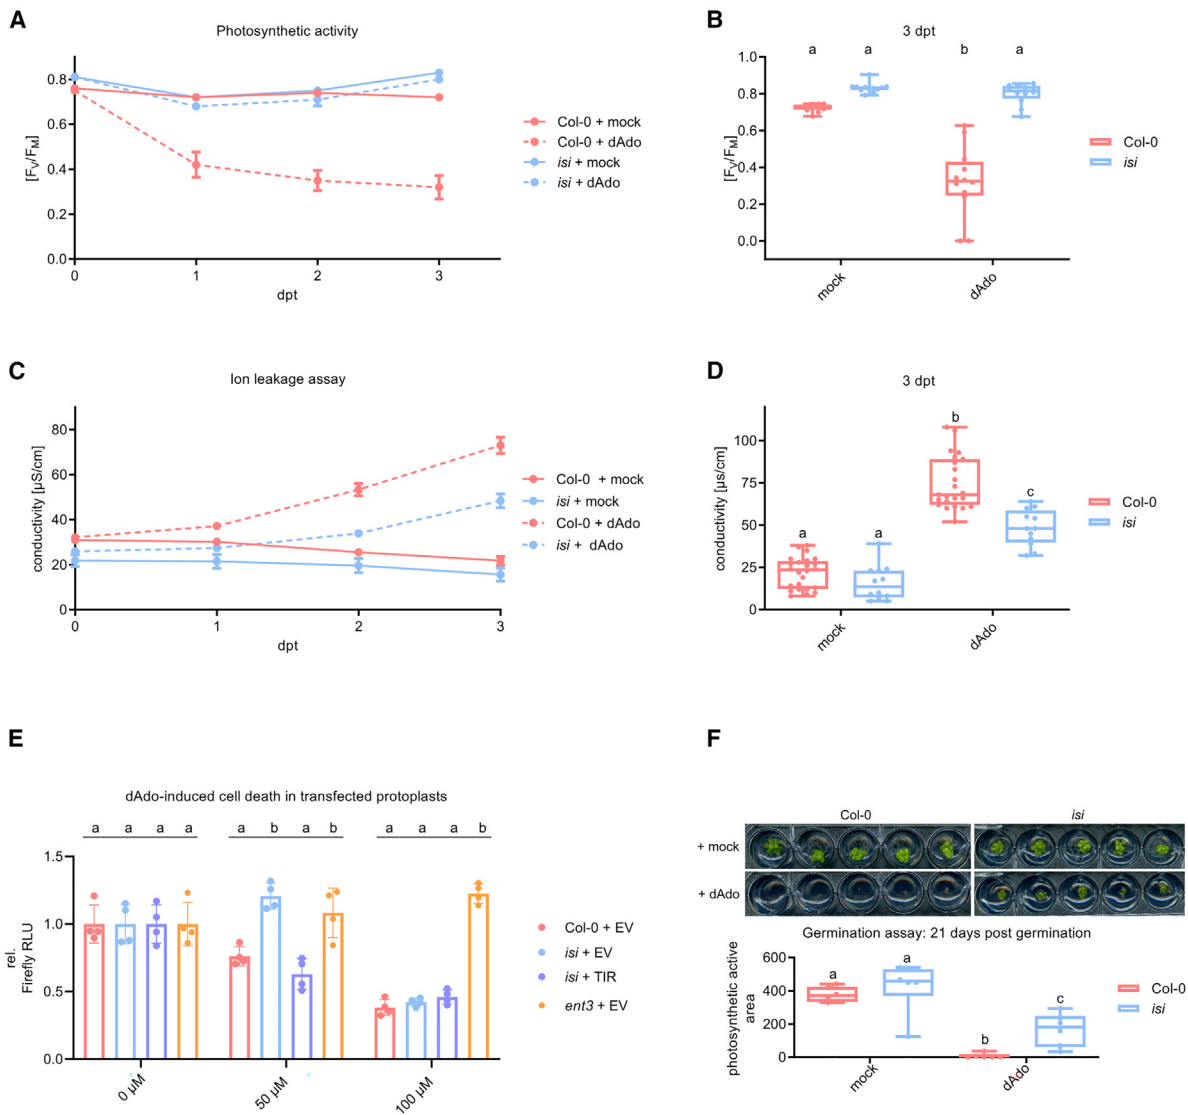 A
Photosynthetic activity
[FV/FM]
0.8
0.6
0.4
0.2
0.0
0 1 2 3
dpt
Col-0 + mock
Col-0 + dAdo
isi + mock
isi + dAdo
B
3 dpt
a a b a
[FV/FM]
1.0
0.8
0.6
0.4
0.2
0.0
mock dAdo
Col-0
isi
C
Ion leakage assay
conductivity [µS/cm]
80
60
40
20
0
0 1 2 3
dpt
Col-0 + mock
isi + mock
Col-0 + dAdo
isi + dAdo
D
3 dpt
conductivity [µs/cm]
100
75
50
25
0
a a b c
mock dAdo
Col-0
isi
E
dAdo-induced cell death in transfected protoplasts
a a a a a b a b a a a b
rel.
Firefly RLU
1.5
1.0
0.5
0.0
0 µM 50 µM 100 µM
Col-0 + EV
isi + EV
isi + TIR
ent3 + EV
F
Col-0 isi
+ mock
+ dAdo
Germination assay: 21 days post germination
photosynthetic active
area
600
400
200
0
a a b c
mock dAdo
Col-0
isi